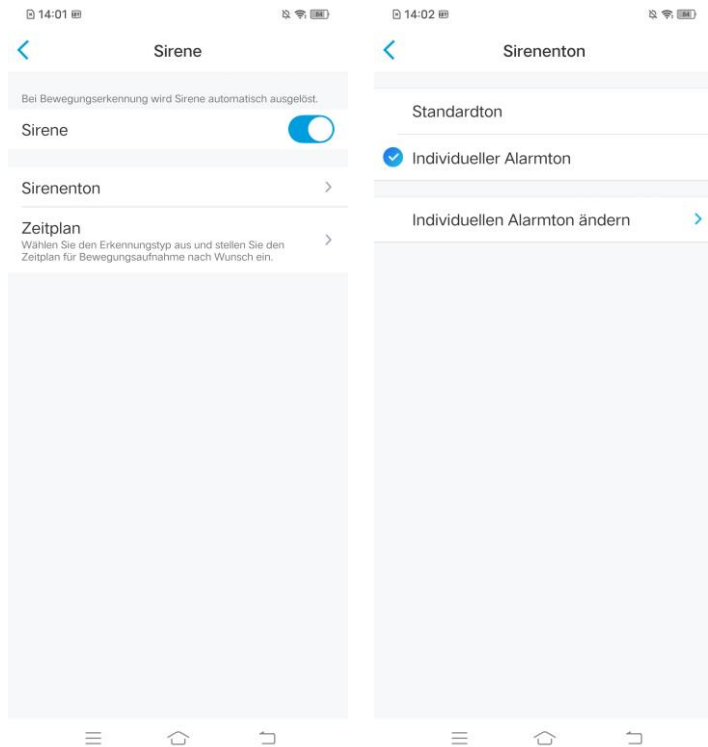 14:01
Sirene
Bei Bewegungserkennung wird Sirene automatisch ausgelöst.
Sirene
Sirenenton
Zeitplan
Wählen Sie den Erkennungstyp aus und stellen Sie den
Zeitplan für Bewegungsaufnahme nach Wunsch ein.
14:02
Sirenenton
Standardton
Individueller Alarmton
Individuellen Alarmton ändern